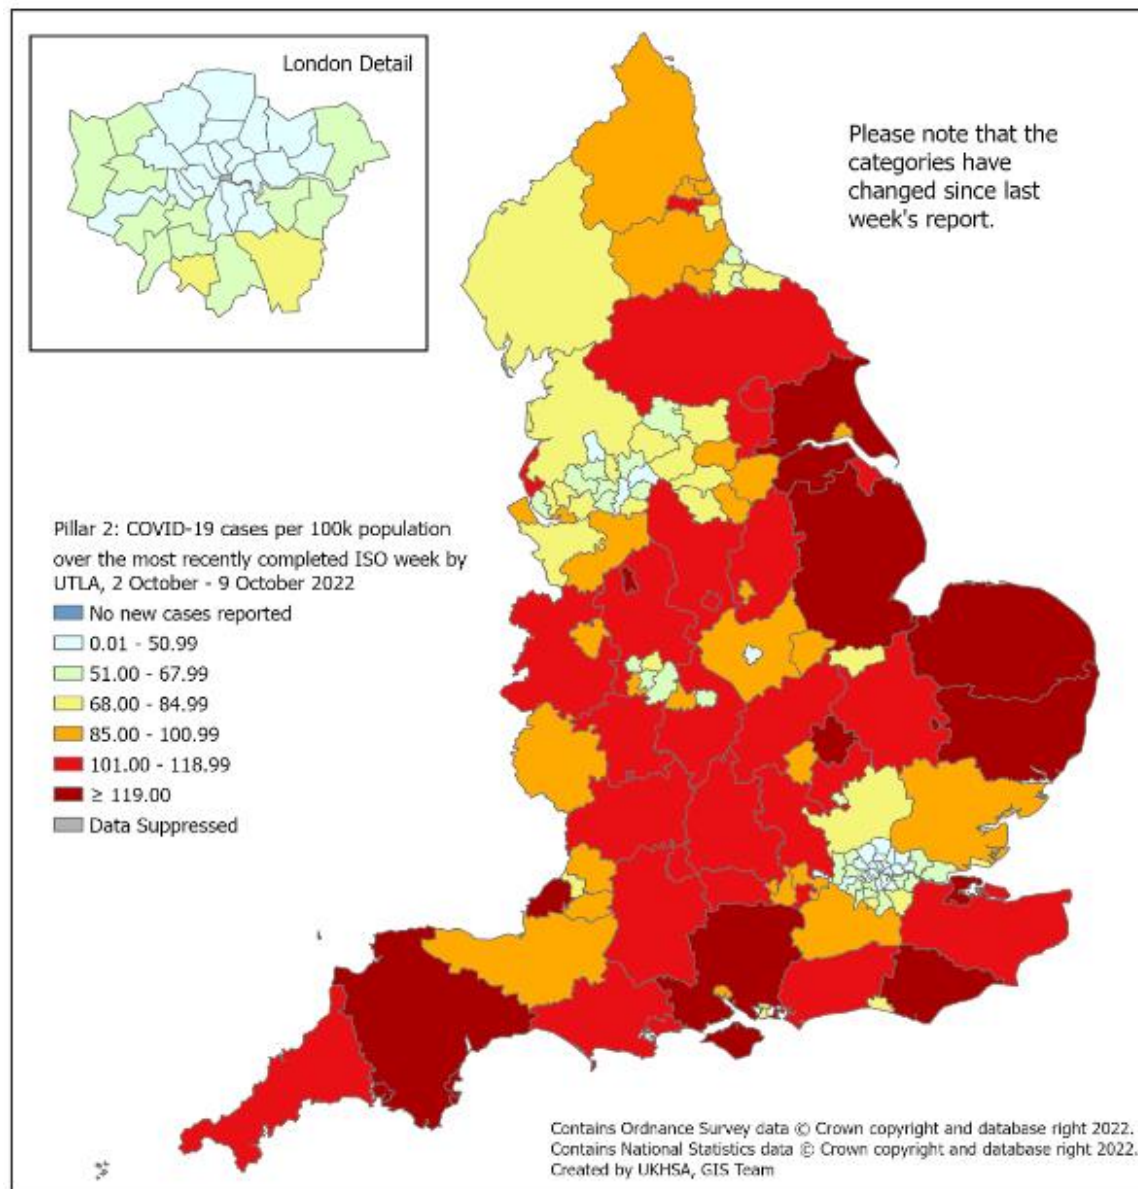 London Detail
Please note that the
categories have
changed since last
week's report.
Pillar 2: COVID-19 cases per 100k population
over the most recently completed ISO week by
UTLA, 2 October - 9 October 2022
No new cases reported
0.01 - 50.99
51.00 - 67.99
68.00 - 84.99
85.00 - 100.99
101.00 - 118.99
≥ 119.00
Data Suppressed
Contains Ordnance Survey data © Crown copyright and database right 2022.
Contains National Statistics data © Crown copyright and database right 2022.
Created by UKHSA, GIS Team